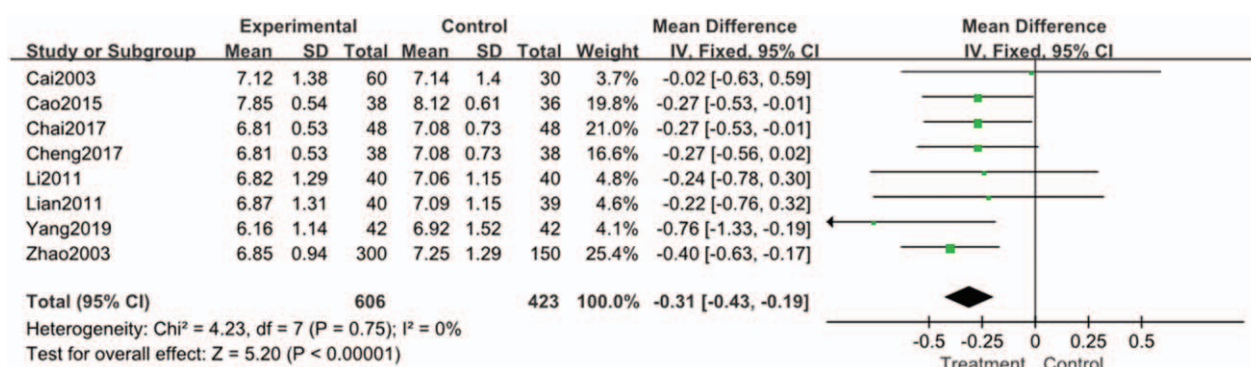 Experimental Control Mean Difference Mean Difference
Study or Subgroup Mean SD Total Mean SD Total Weight IV, Fixed, 95% CI IV, Fixed, 95% CI
Cai2003 7.12 1.38 60 7.14 1.4 30 3.7% -0.02 [-0.63, 0.59]
Cao2015 7.85 0.54 38 8.12 0.61 36 19.8% -0.27 [-0.53, -0.01]
Chai2017 6.81 0.53 48 7.08 0.73 48 21.0% -0.27 [-0.53, -0.01]
Cheng2017 6.81 0.53 38 7.08 0.73 38 16.6% -0.27 [-0.56, 0.02]
Li2011 6.82 1.29 40 7.06 1.15 40 4.8% -0.24 [-0.78, 0.30]
Lian2011 6.87 1.31 40 7.09 1.15 39 4.6% -0.22 [-0.76, 0.32]
Yang2019 6.16 1.14 42 6.92 1.52 42 4.1% -0.76 [-1.33, -0.19]
Zhao2003 6.85 0.94 300 7.25 1.29 150 25.4% -0.40 [-0.63, -0.17]
Total (95% CI) 606 423 100.0% -0.31 [-0.43, -0.19]
Heterogeneity: Chi² = 4.23, df = 7 (P = 0.75); I² = 0%
Test for overall effect: Z = 5.20 (P < 0.00001)
-0.5 -0.25 0 0.25 0.5
Treatment Control